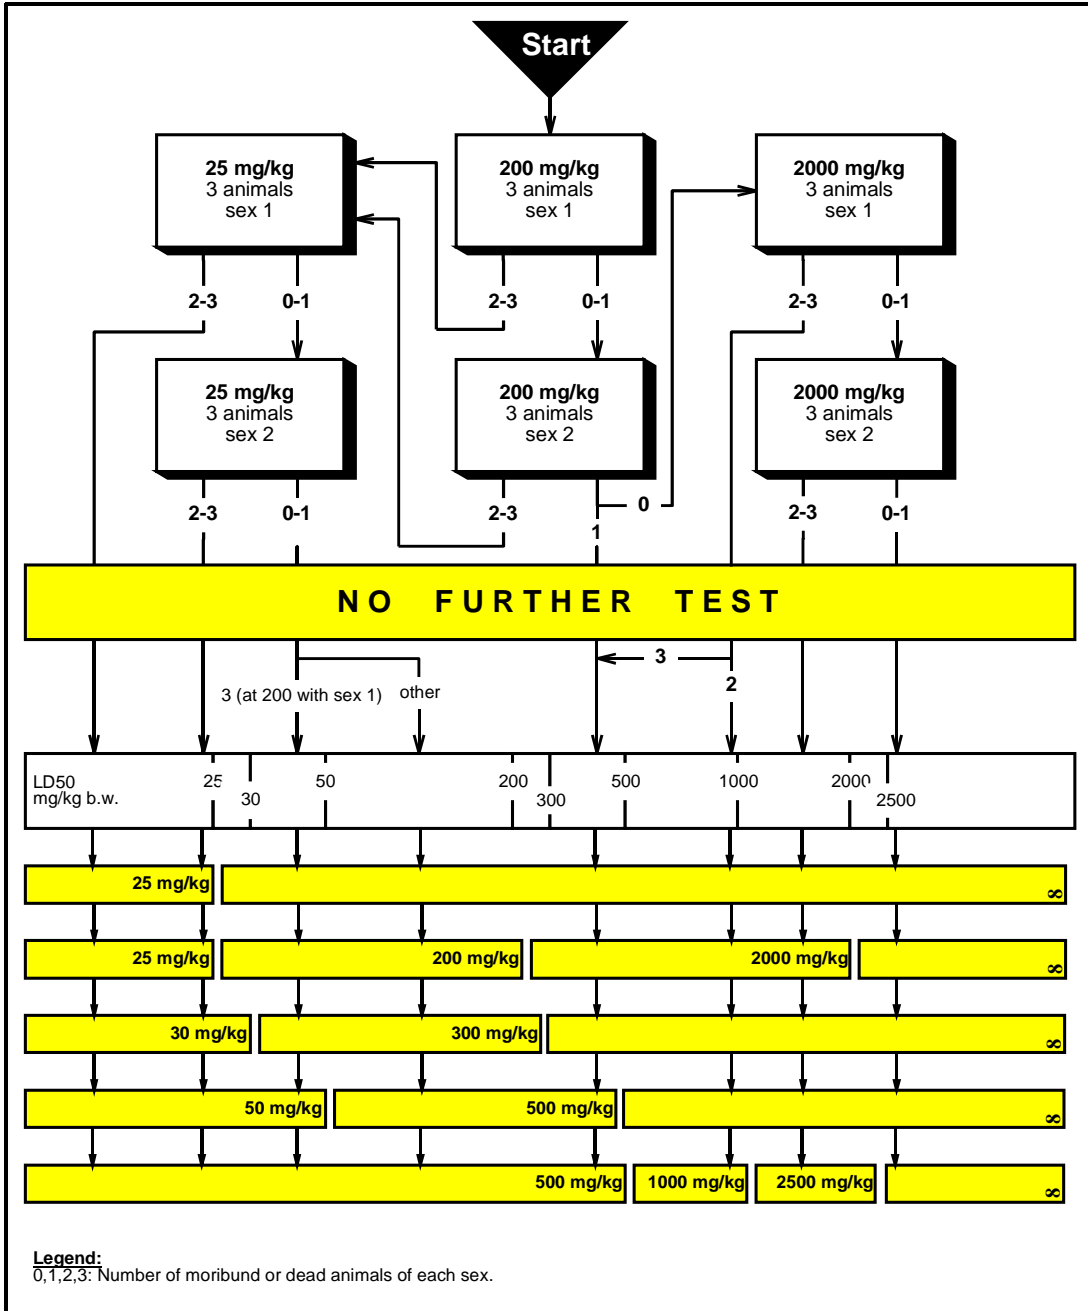 Start
25 mg/kg
3 animals
sex 1
200 mg/kg
3 animals
sex 1
2000 mg/kg
3 animals
sex 1
2-3 0-1 2-3 0-1 2-3 0-1
25 mg/kg
3 animals
sex 2
200 mg/kg
3 animals
sex 2
2000 mg/kg
3 animals
sex 2
0
2-3 0-1 2-3 1 2-3 0-1
NO FURTHER TEST
3
2
3 (at 200 with sex 1) other
LD50
mg/kg b.w.
25 50 200 500 1000 2000
30 300 2500
25 mg/kg ∞
25 mg/kg 200 mg/kg 2000 mg/kg ∞
30 mg/kg 300 mg/kg ∞
50 mg/kg 500 mg/kg ∞
500 mg/kg 1000 mg/kg 2500 mg/kg ∞
Legend:
0,1,2,3: Number of moribund or dead animals of each sex.